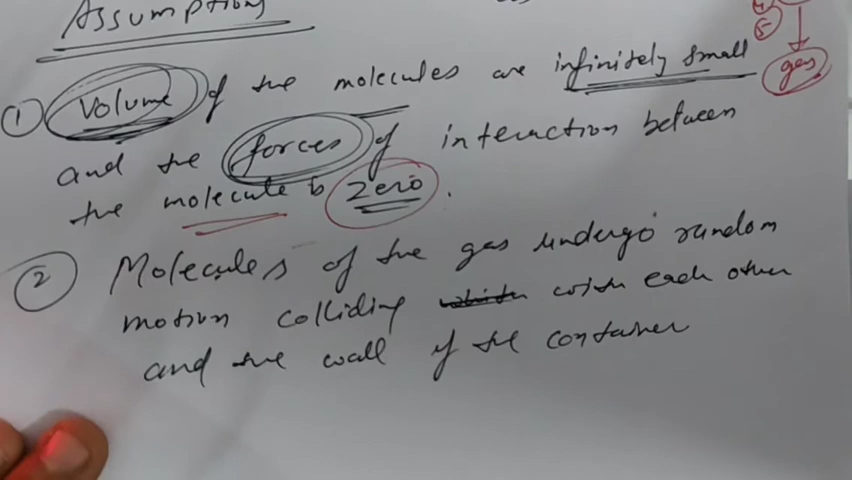 Assumptions
① Volume of the molecules are infinitely small
and the forces of interaction between
the molecule is Zero.
② Molecules of the gas undergo random
motion colliding with each other
and the wall of the container
⑤
gas